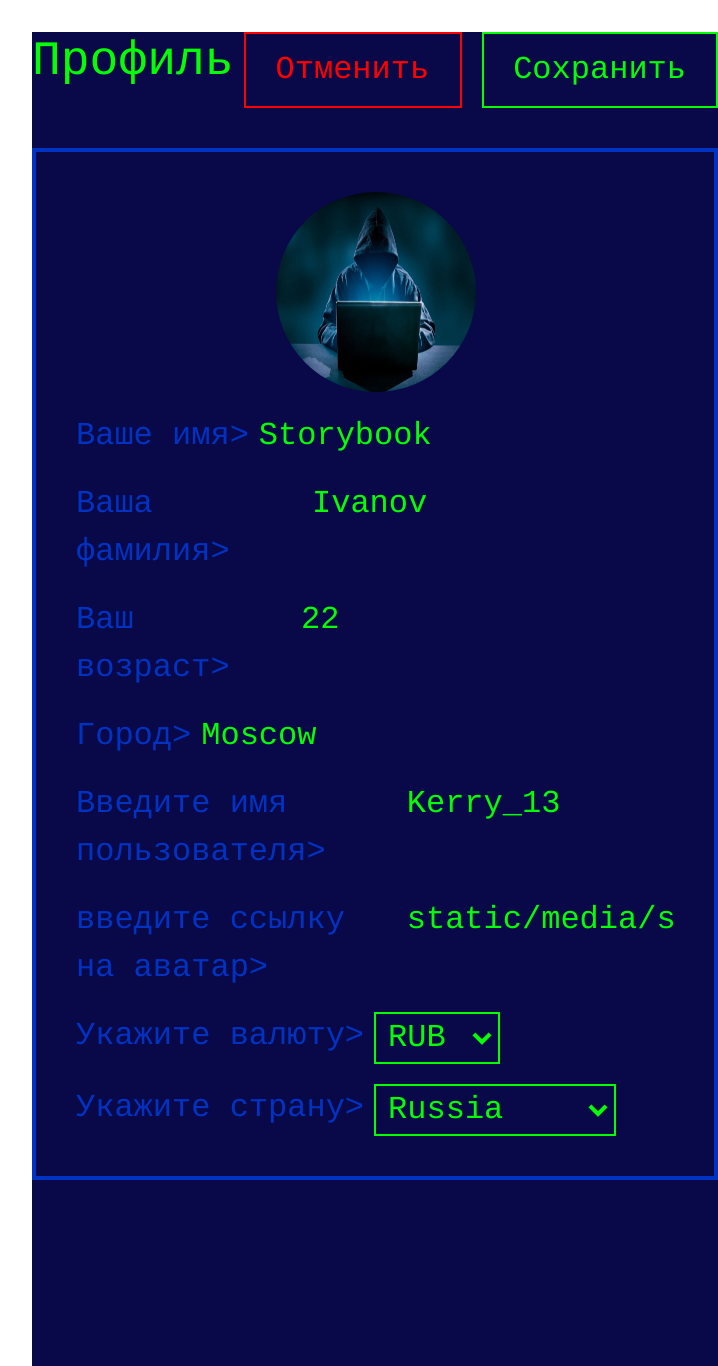 Профиль Отменить Сохранить
Ваше имя> Storybook
Ваша Ivanov
фамилия>
Ваш 22
возраст>
Город> Moscow
Введите имя Kerry_13
пользователя>
введите ссылку static/media/s
на аватар>
Укажите валюту> RUB
Укажите страну> Russia